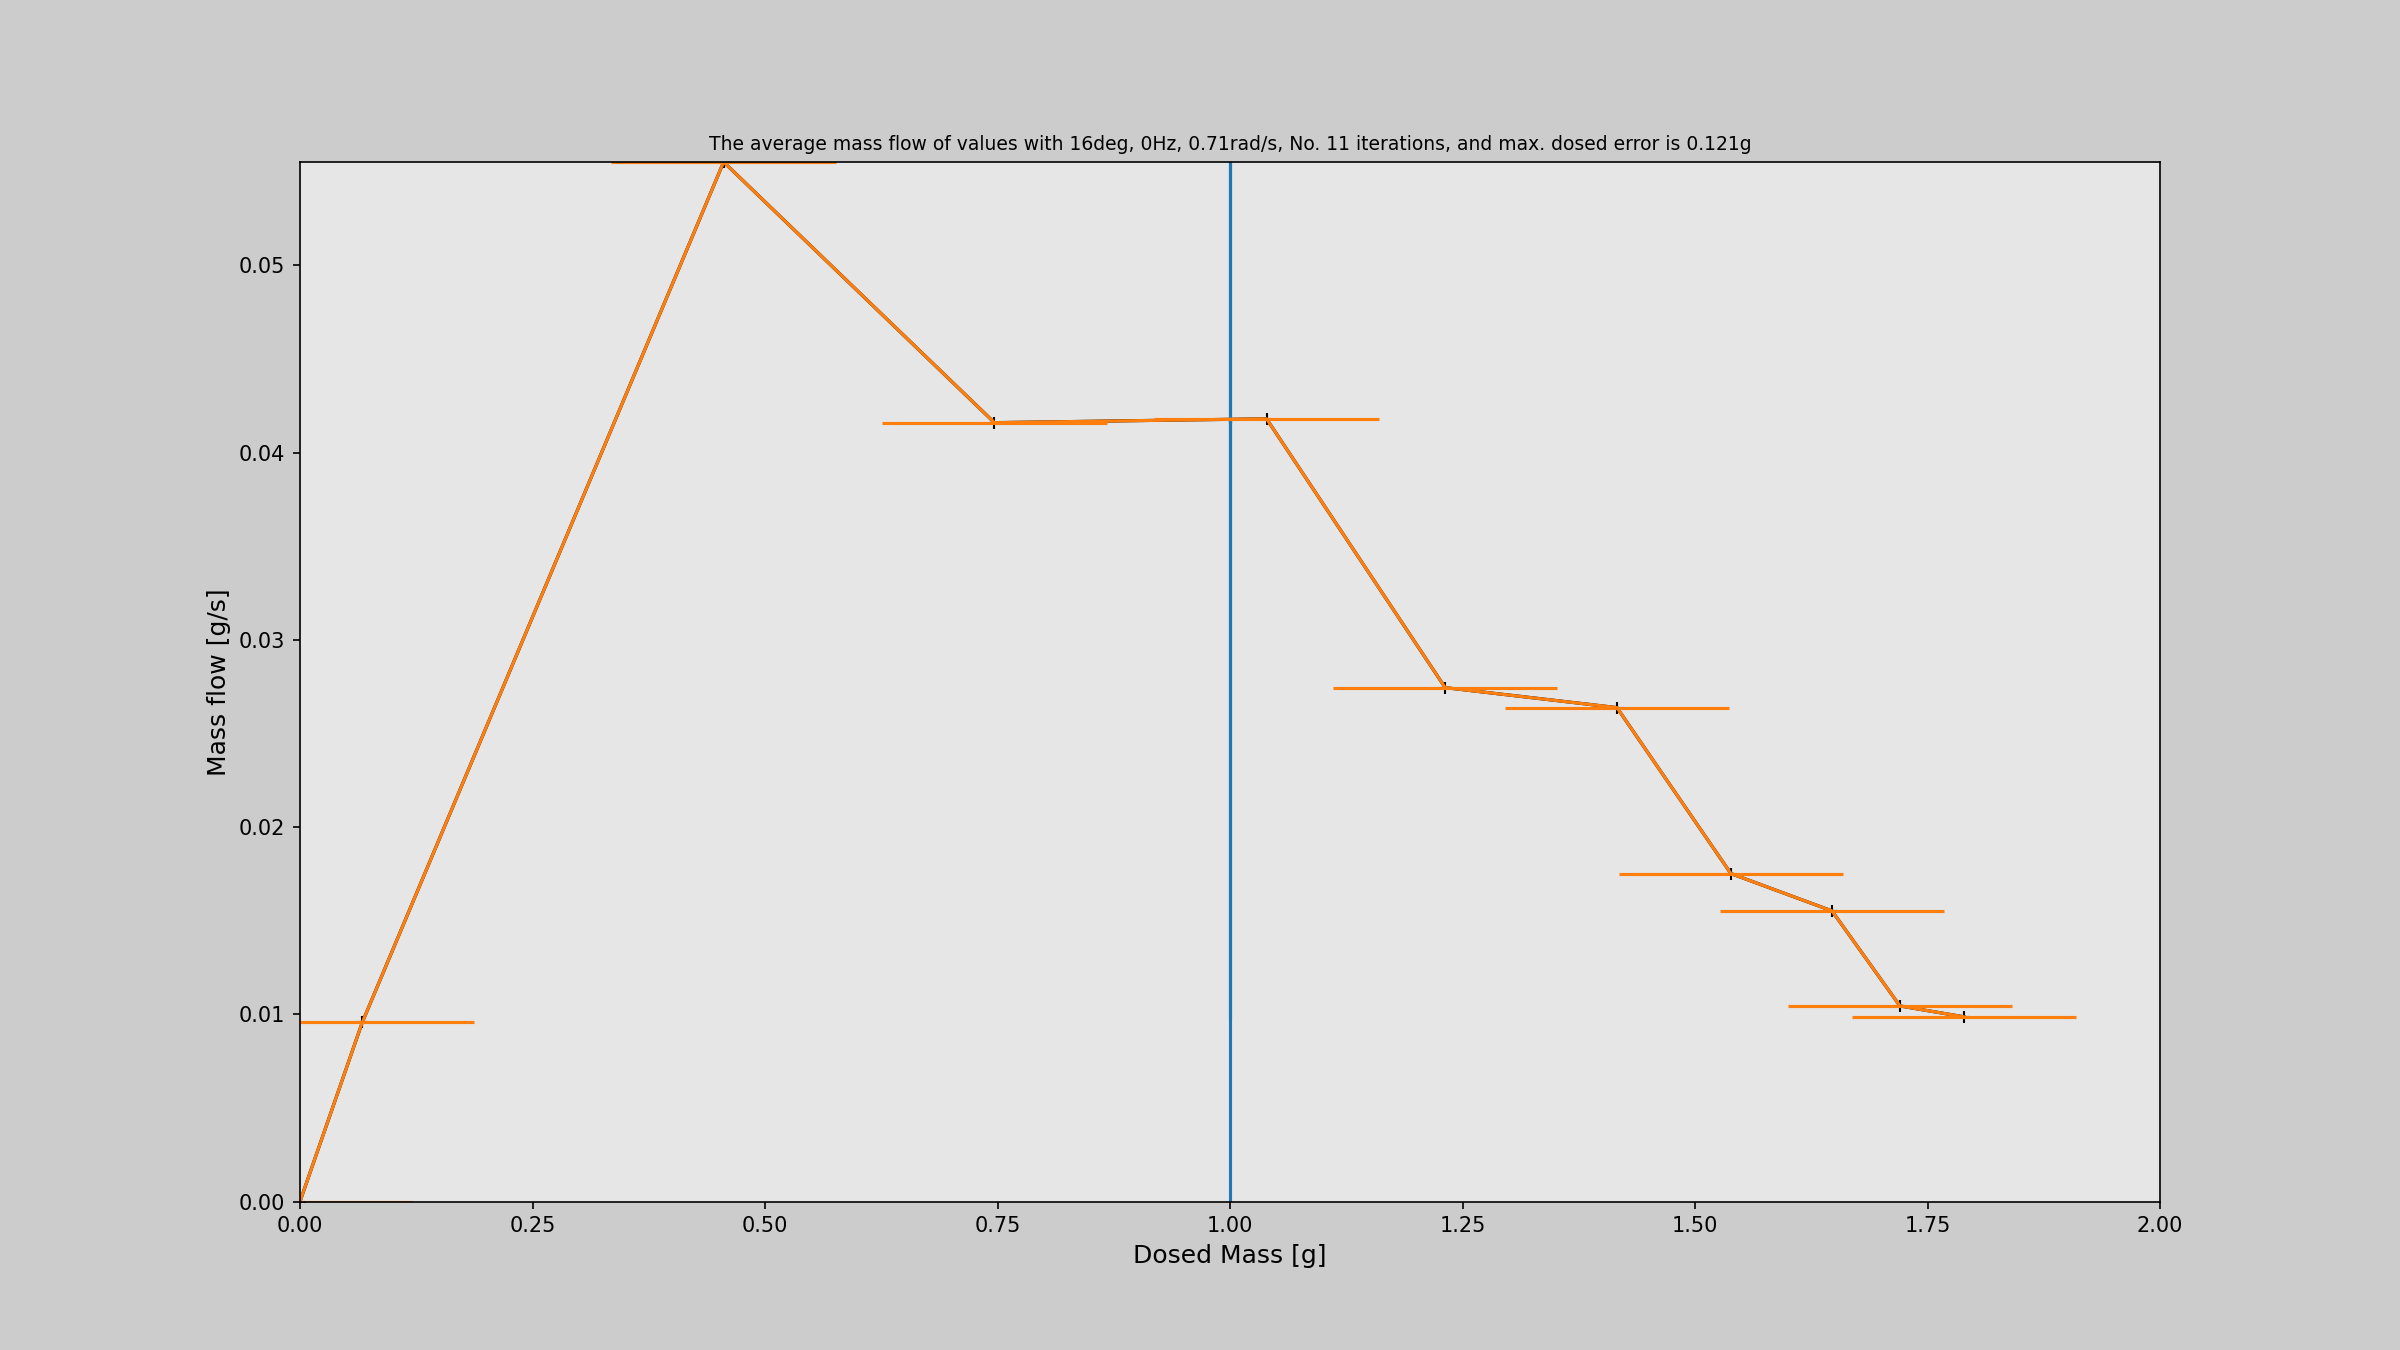 The average mass flow of values with 16deg, 0Hz, 0.71rad/s, No. 11 iterations, and max. dosed error is 0.121g
0.05
0.04
0.03
0.02
0.01
0.00
Mass flow [g/s]
0.00 0.25 0.50 0.75 1.00 1.25 1.50 1.75 2.00
Dosed Mass [g]